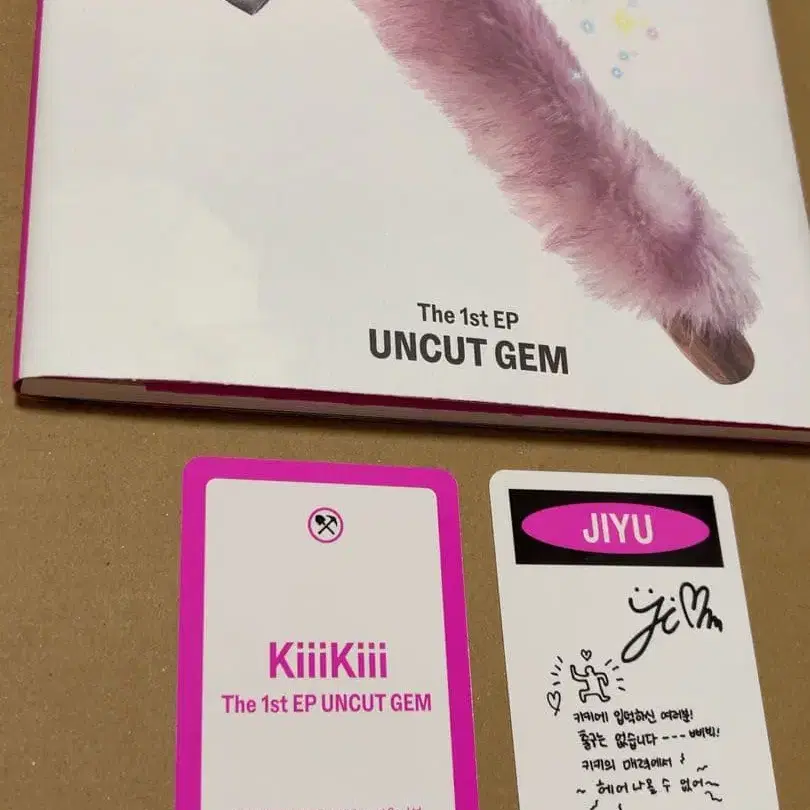 The 1st EP
UNCUT GEM
KiiiKiii
The 1st EP UNCUT GEM
JIYU
키키에 입덕하신 여러분!
출구는 없습니다 --- 삐빅!
키키의 매력에서
~ 헤어나올 수 없어~